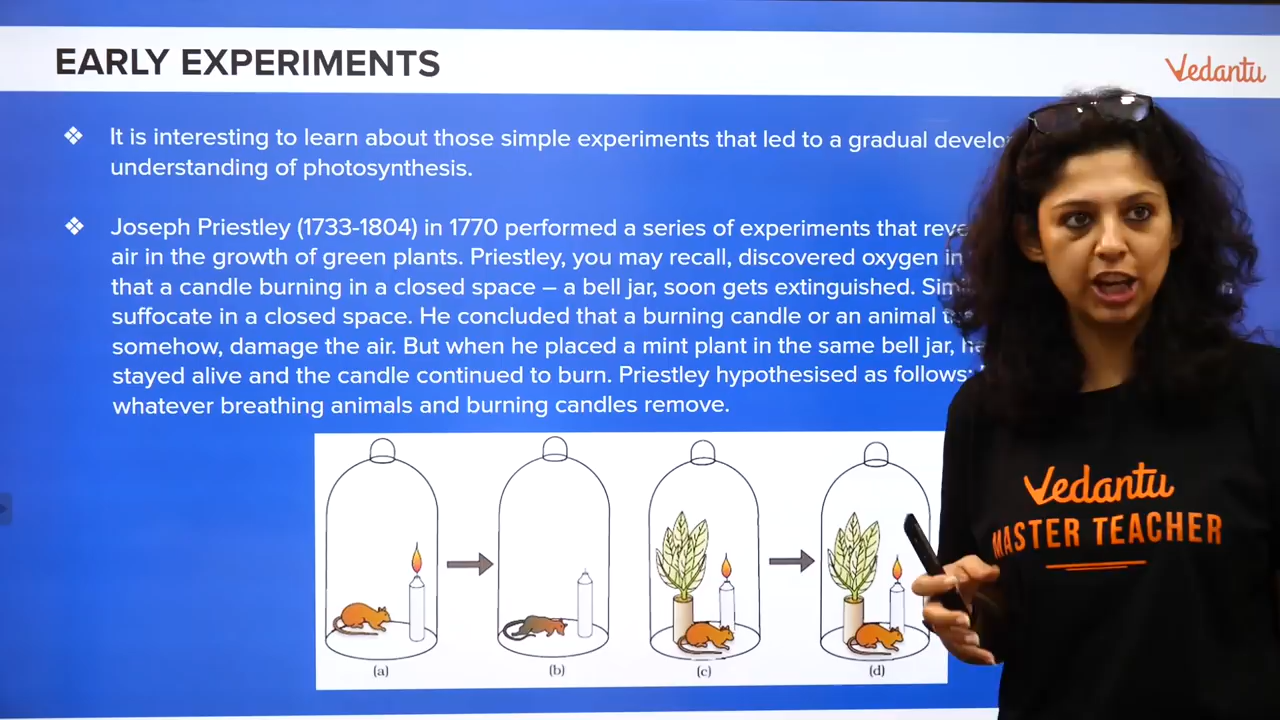 EARLY EXPERIMENTS
Vedantu
❖ It is interesting to learn about those simple experiments that led to a gradual
understanding of photosynthesis.
❖ Joseph Priestley (1733-1804) in 1770 performed a series of experiments that
air in the growth of green plants. Priestley, you may recall, discovered oxygen in
that a candle burning in a closed space – a bell jar, soon gets extinguished.
suffocate in a closed space. He concluded that a burning candle or an animal
somehow, damage the air. But when he placed a mint plant in the same bell jar,
stayed alive and the candle continued to burn. Priestley hypothesised as follows:
whatever breathing animals and burning candles remove.
(a) (b) (c) (d)
Vedantu
MASTER TEACHER